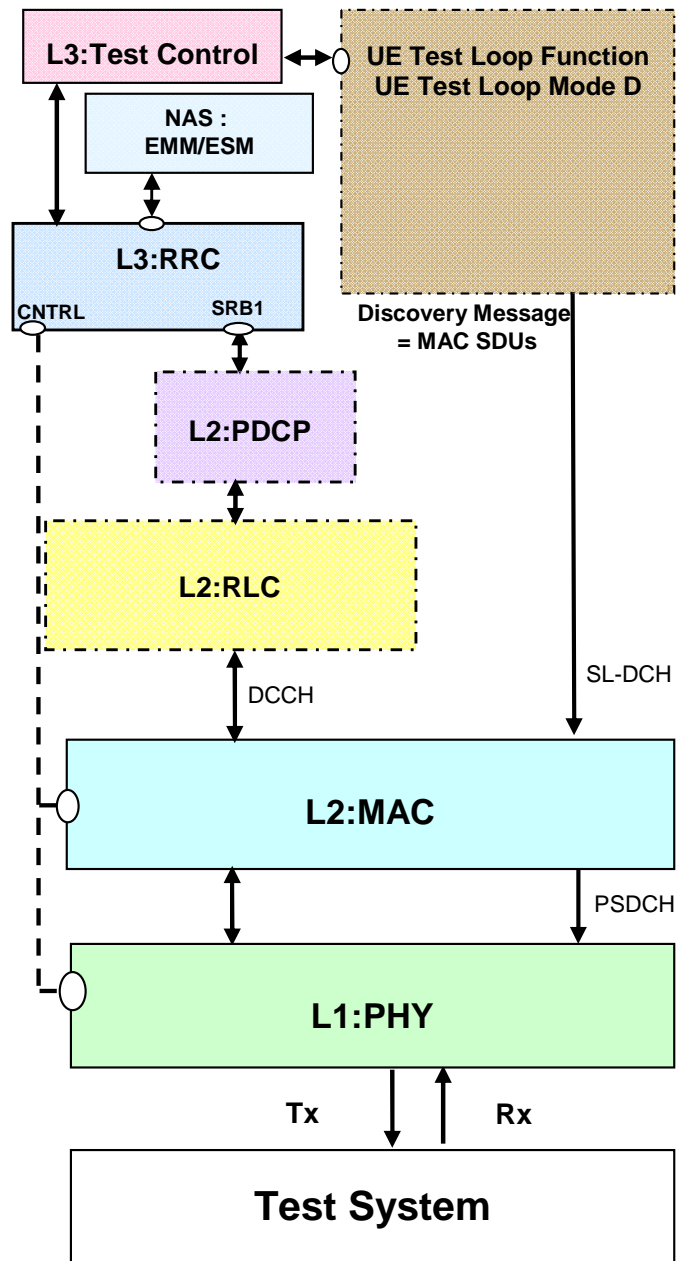 L3:Test Control
UE Test Loop Function
UE Test Loop Mode D
NAS :
EMM/ESM
L3:RRC
CNTRL
SRB1
Discovery Message
= MAC SDUs
L2:PDCP
L2:RLC
DCCH
SL-DCH
L2:MAC
PSDCH
L1:PHY
Tx
Rx
Test System